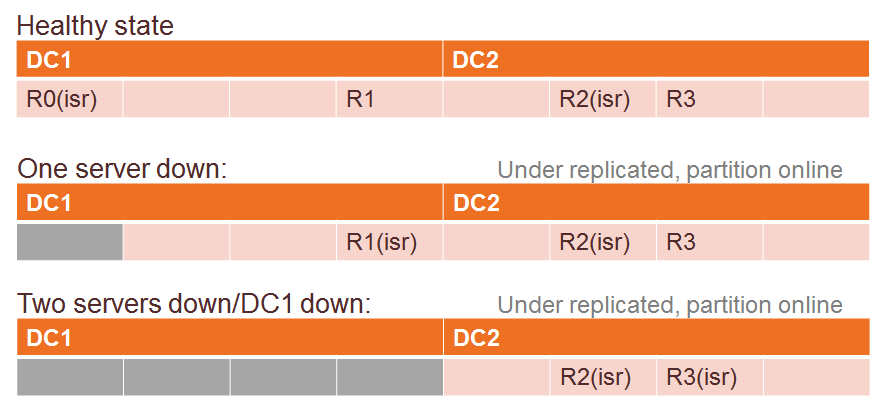 Healthy state
DC1 DC2
R0(isr) R1 R2(isr) R3
One server down: Under replicated, partition online
DC1 DC2
R1(isr) R2(isr) R3
Two servers down/DC1 down: Under replicated, partition online
DC1 DC2
R2(isr) R3(isr)